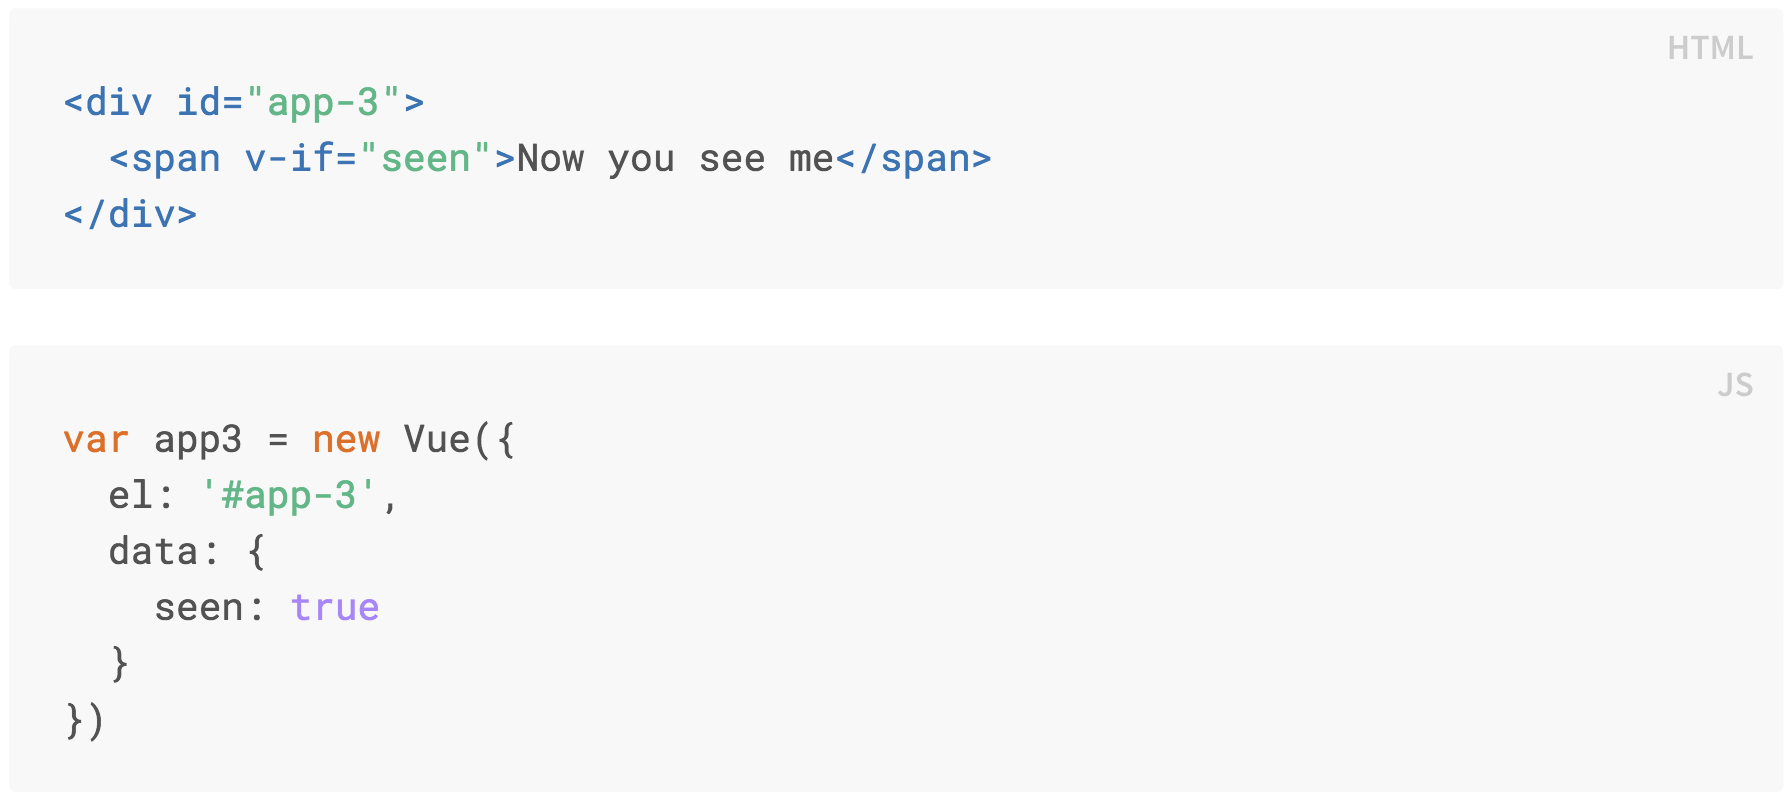 HTML
<div id="app-3">
  <span v-if="seen">Now you see me</span>
</div>
JS
var app3 = new Vue({
  el: '#app-3',
  data: {
    seen: true
  }
})